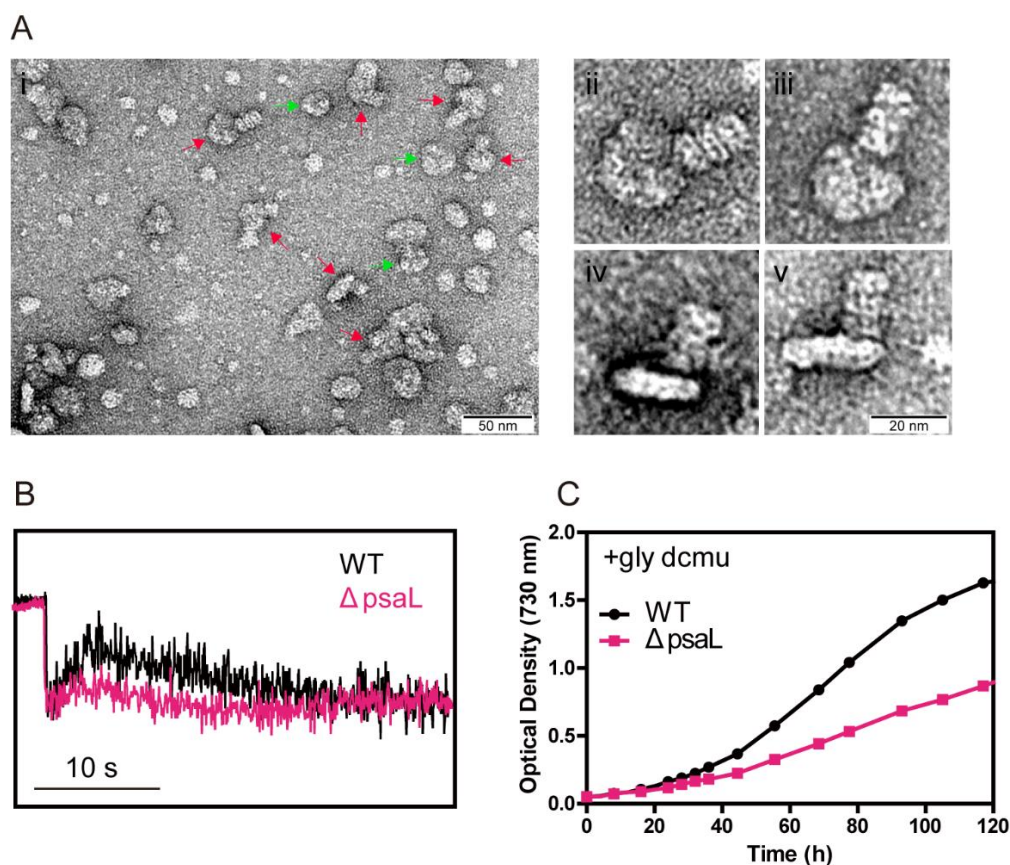 A
i
50 nm
ii
iii
iv
v
20 nm
B
WT
Δ psaL
10 s
C
2.0
1.5
1.0
0.5
0.0
Optical Density (730 nm)
+gly dcmu
WT
Δ psaL
0 20 40 60 80 100 120
Time (h)